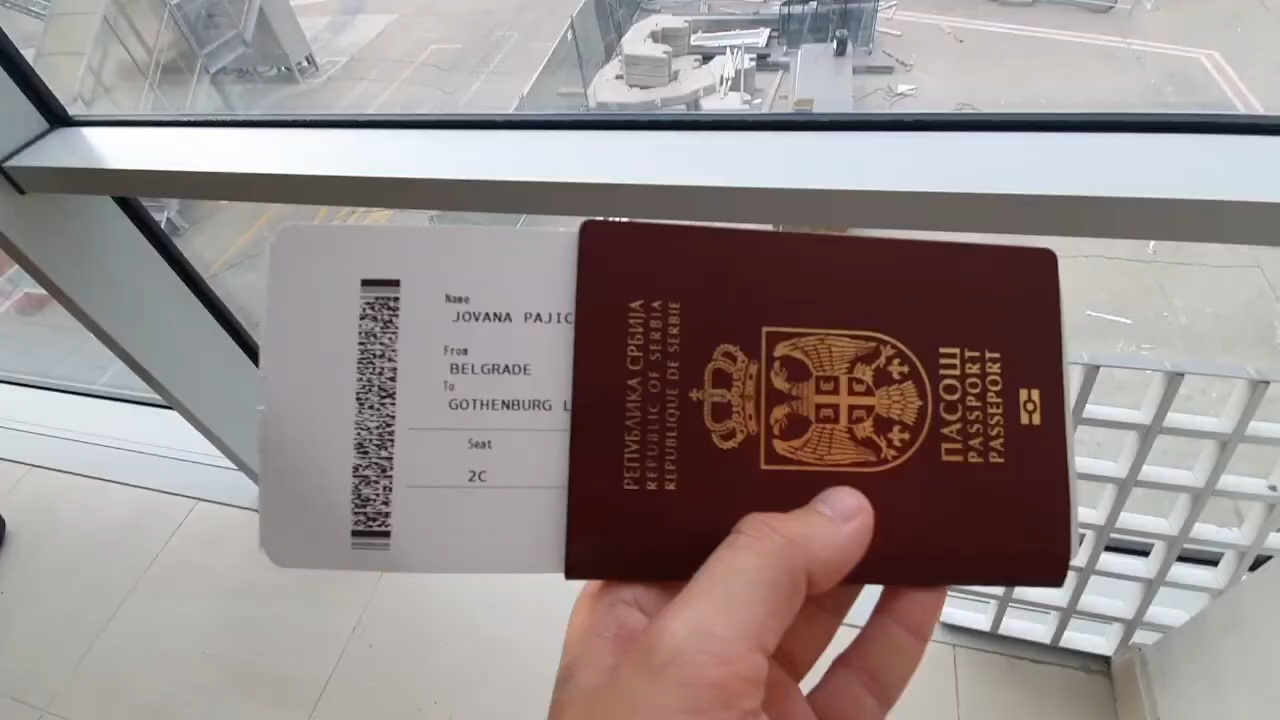 Name
JOVANA PAJIC
From
BELGRADE
To
GOTHENBURG L
Seat
2C
РЕПУБЛИКА СРБИЈА
REPUBLIC OF SERBIA
REPUBLIQUE DE SERBIE
ПАСОШ
PASSPORT
PASSEPORT